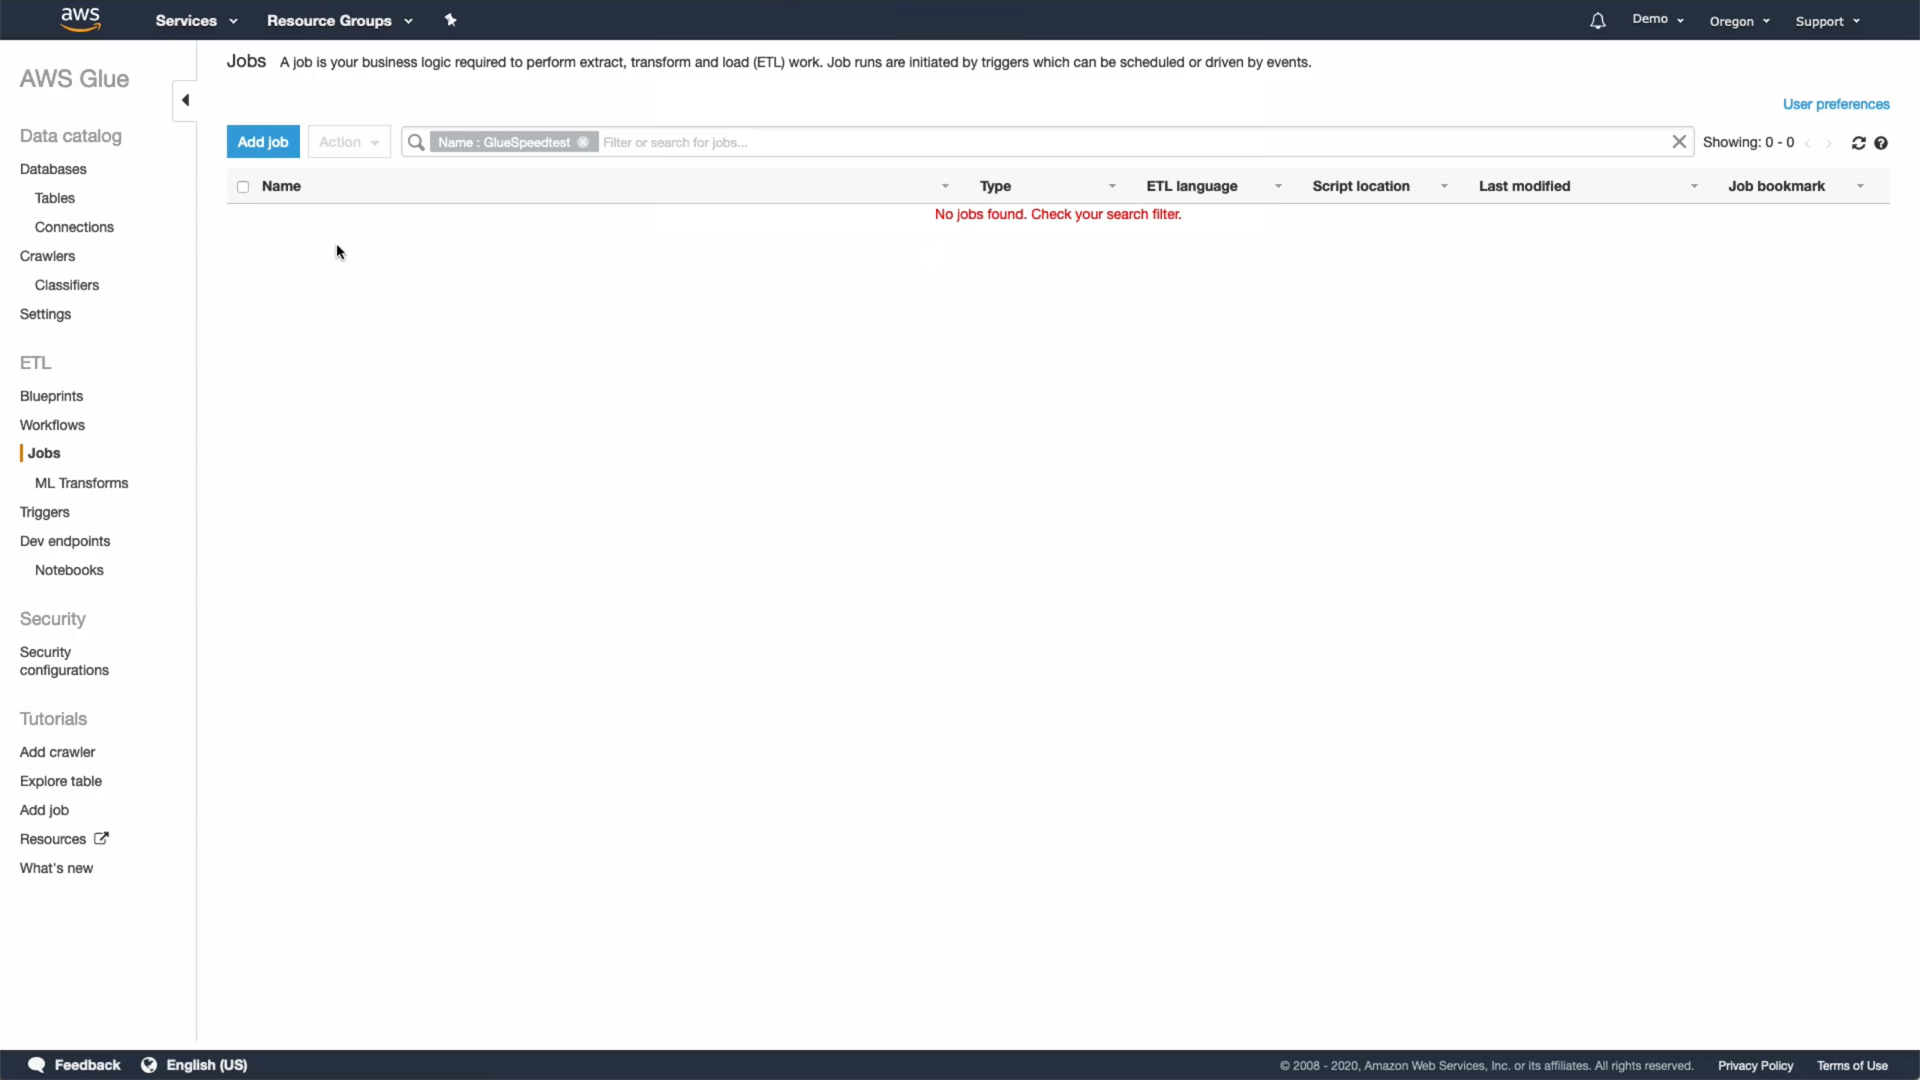 aws Services Resource Groups Demo Oregon Support
AWS Glue
Data catalog
Databases
Tables
Connections
Crawlers
Classifiers
Settings
ETL
Blueprints
Workflows
Jobs
ML Transforms
Triggers
Dev endpoints
Notebooks
Security
Security
configurations
Tutorials
Add crawler
Explore table
Add job
Resources
What's new
Jobs A job is your business logic required to perform extract, transform and load (ETL) work. Job runs are initiated by triggers which can be scheduled or driven by events.
User preferences
Add job Action Name : GlueSpeedtest Filter or search for jobs... Showing: 0 - 0
Name Type ETL language Script location Last modified Job bookmark
No jobs found. Check your search filter.
Feedback English (US) © 2008 - 2020, Amazon Web Services, Inc. or its affiliates. All rights reserved. Privacy Policy Terms of Use